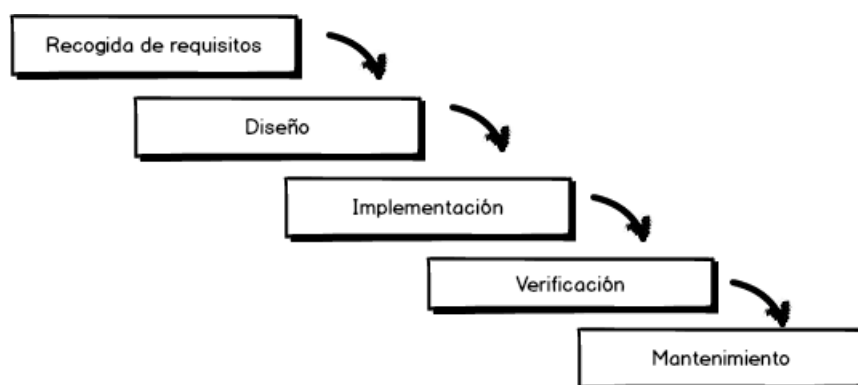 Recogida de requisitos
Diseño
Implementación
Verificación
Mantenimiento